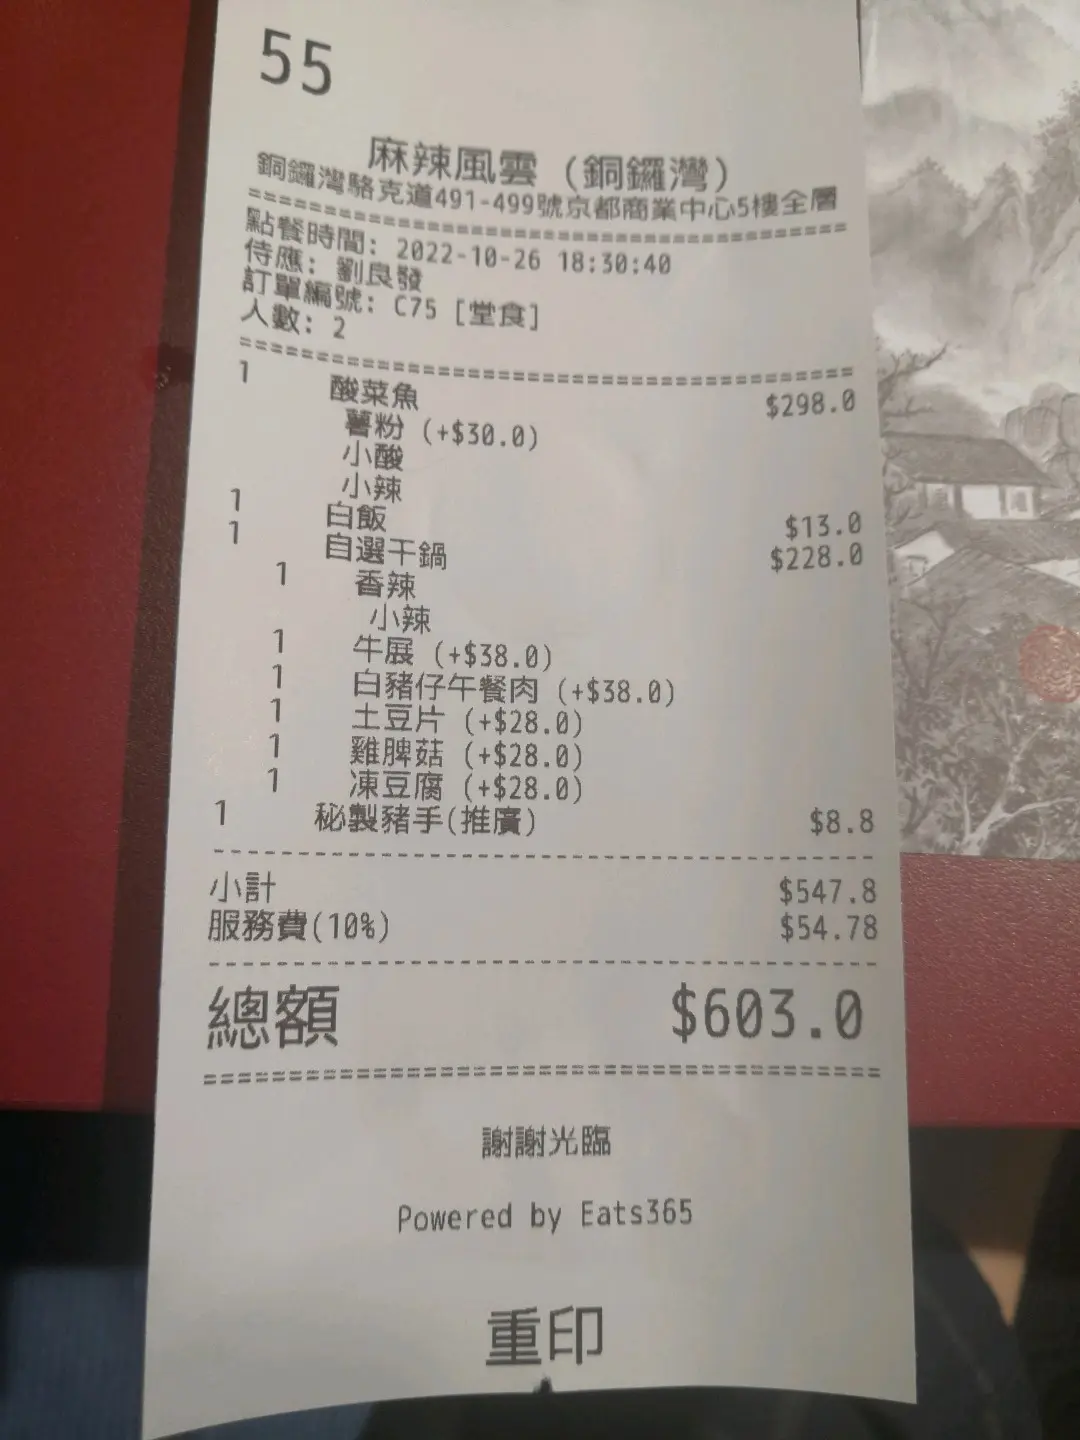 55
麻辣風雲 (銅鑼灣)
銅鑼灣駱克道491-499號京都商業中心5樓全層
========================================
點餐時間: 2022-10-26 18:30:40
侍應: 劉良發
訂單編號: C75 [堂食]
人數: 2
========================================
1 酸菜魚 $298.0
薯粉 (+$30.0)
小酸
小辣
1 白飯 $13.0
1 自選干鍋 $228.0
1 香辣
小辣
1 牛展 (+$38.0)
1 白豬仔午餐肉 (+$38.0)
1 土豆片 (+$28.0)
1 雞脾菇 (+$28.0)
1 凍豆腐 (+$28.0)
1 秘製豬手(推廣) $8.8
----------------------------------------
小計 $547.8
服務費(10%) $54.78
----------------------------------------
總額 $603.0
========================================
謝謝光臨
Powered by Eats365
重印